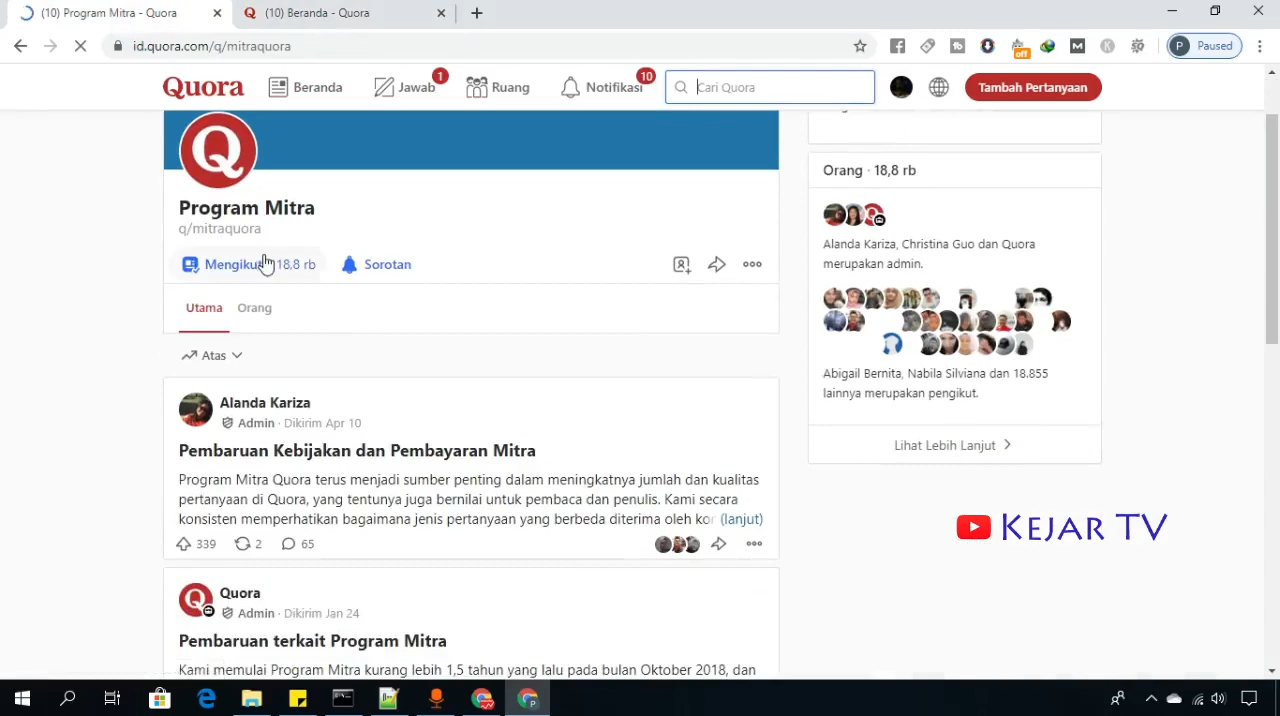 (10) Program Mitra - Quora
(10) Beranda - Quora
id.quora.com/q/mitraquora
off
M
K
P Paused
Quora
Beranda
Jawab
1
Ruang
Notifikasi
10
Cari Quora
Tambah Pertanyaan
Q
Program Mitra
q/mitraquora
18,8 rb
Sorotan
Utama
Orang
Atas
Alanda Kariza
Admin · Dikirim Apr 10
Pembaruan Kebijakan dan Pembayaran Mitra
Program Mitra Quora terus menjadi sumber penting dalam meningkatnya jumlah dan kualitas
pertanyaan di Quora, yang tentunya juga bernilai untuk pembaca dan penulis. Kami secara
konsisten memperhatikan bagaimana jenis pertanyaan yang berbeda diterima oleh kor (lanjut)
339
2
65
Quora
Admin · Dikirim Jan 24
Pembaruan terkait Program Mitra
Kami memulai Program Mitra kurang lebih 1,5 tahun yang lalu pada bulan Oktober 2018, dan
Orang · 18,8 rb
Alanda Kariza, Christina Guo dan Quora
merupakan admin.
Abigail Bernita, Nabila Silviana dan 18.855
lainnya merupakan pengikut.
Lihat Lebih Lanjut
KEJAR TV